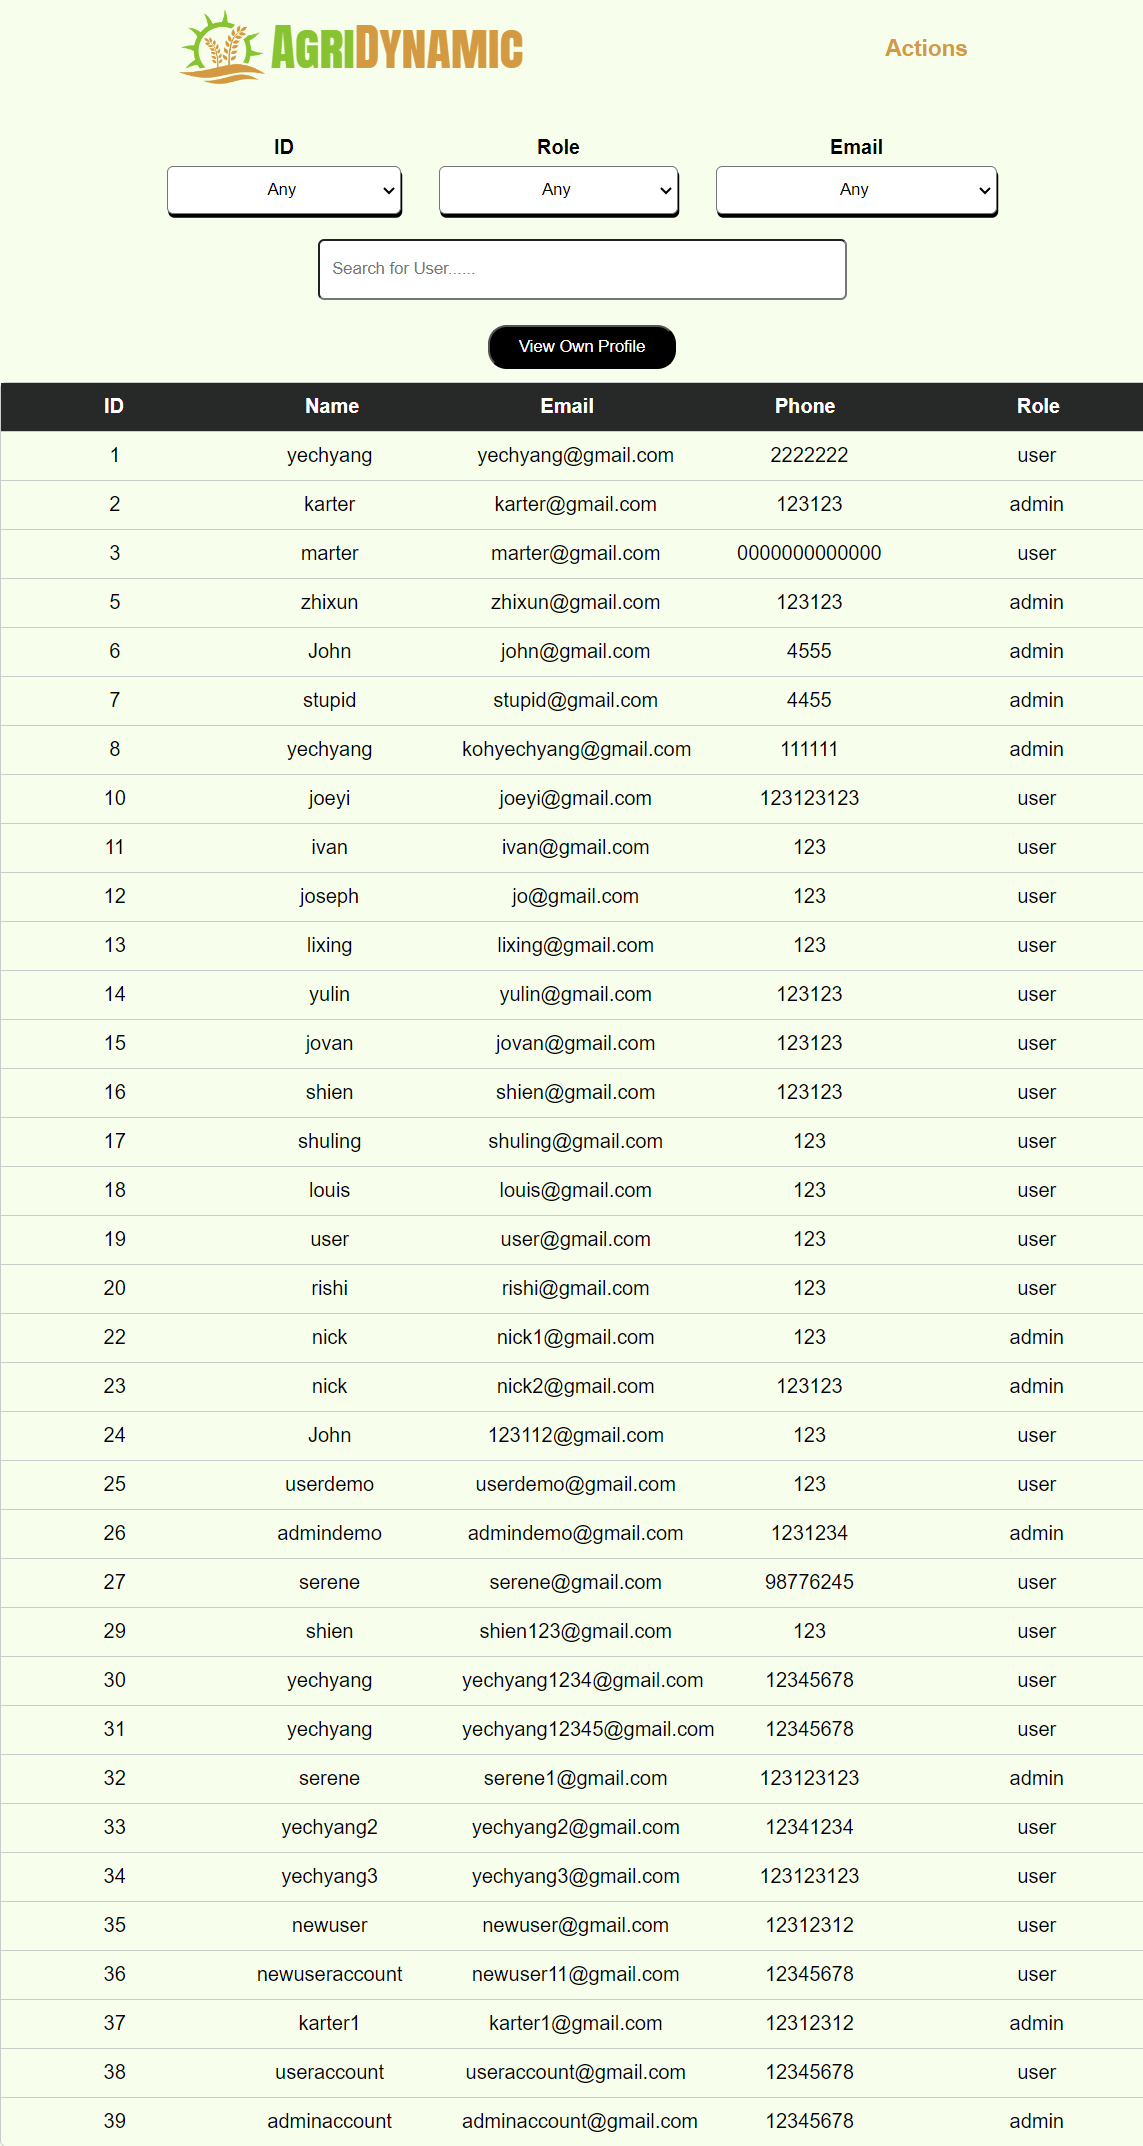 AGRIDYNAMIC Actions
ID Role Email
Any Any Any
Search for User......
View Own Profile
ID Name Email Phone Role
1 yechyang yechyang@gmail.com 2222222 user
2 karter karter@gmail.com 123123 admin
3 marter marter@gmail.com 0000000000000 user
5 zhixun zhixun@gmail.com 123123 admin
6 John john@gmail.com 4555 admin
7 stupid stupid@gmail.com 4455 admin
8 yechyang kohyechyang@gmail.com 111111 admin
10 joeyi joeyi@gmail.com 123123123 user
11 ivan ivan@gmail.com 123 user
12 joseph jo@gmail.com 123 user
13 lixing lixing@gmail.com 123 user
14 yulin yulin@gmail.com 123123 user
15 jovan jovan@gmail.com 123123 user
16 shien shien@gmail.com 123123 user
17 shuling shuling@gmail.com 123 user
18 louis louis@gmail.com 123 user
19 user user@gmail.com 123 user
20 rishi rishi@gmail.com 123 user
22 nick nick1@gmail.com 123 admin
23 nick nick2@gmail.com 123123 admin
24 John 123112@gmail.com 123 user
25 userdemo userdemo@gmail.com 123 user
26 admindemo admindemo@gmail.com 1231234 admin
27 serene serene@gmail.com 98776245 user
29 shien shien123@gmail.com 123 user
30 yechyang yechyang1234@gmail.com 12345678 user
31 yechyang yechyang12345@gmail.com 12345678 user
32 serene serene1@gmail.com 123123123 admin
33 yechyang2 yechyang2@gmail.com 12341234 user
34 yechyang3 yechyang3@gmail.com 123123123 user
35 newuser newuser@gmail.com 12312312 user
36 newuseraccount newuser11@gmail.com 12345678 user
37 karter1 karter1@gmail.com 12312312 admin
38 useraccount useraccount@gmail.com 12345678 user
39 adminaccount adminaccount@gmail.com 12345678 admin